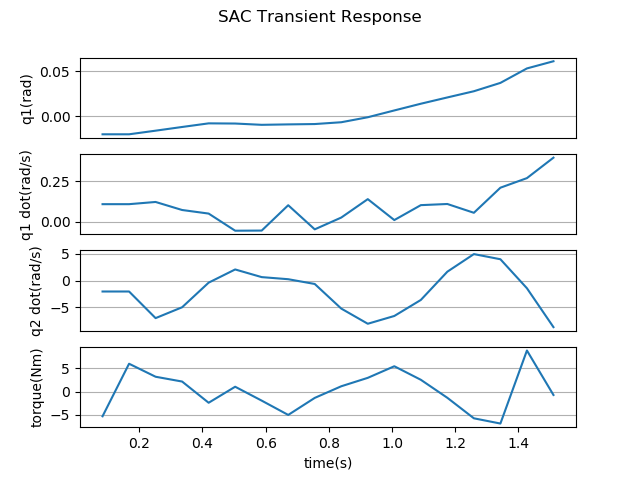 SAC Transient Response
q1(rad)
0.05
0.00
q1 dot(rad/s)
0.25
0.00
q2 dot(rad/s)
5
0
−5
torque(Nm)
5
0
−5
0.2 0.4 0.6 0.8 1.0 1.2 1.4
time(s)